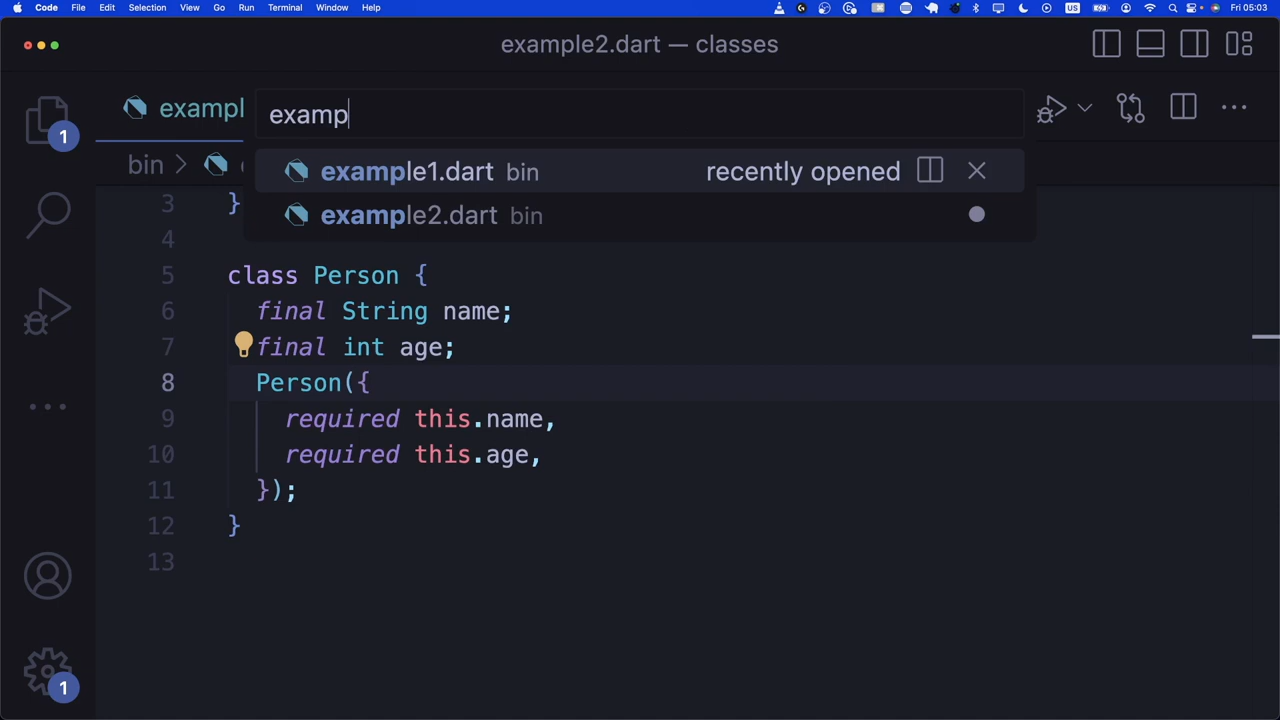 Code File Edit Selection View Go Run Terminal Window Help US Fri 05:03
example2.dart — classes
exampl
examp
bin
example1.dart bin recently opened
example2.dart bin
3 }
4
5 class Person {
6 final String name;
7 final int age;
8 Person({
9 required this.name,
10 required this.age,
11 });
12 }
13
1
1